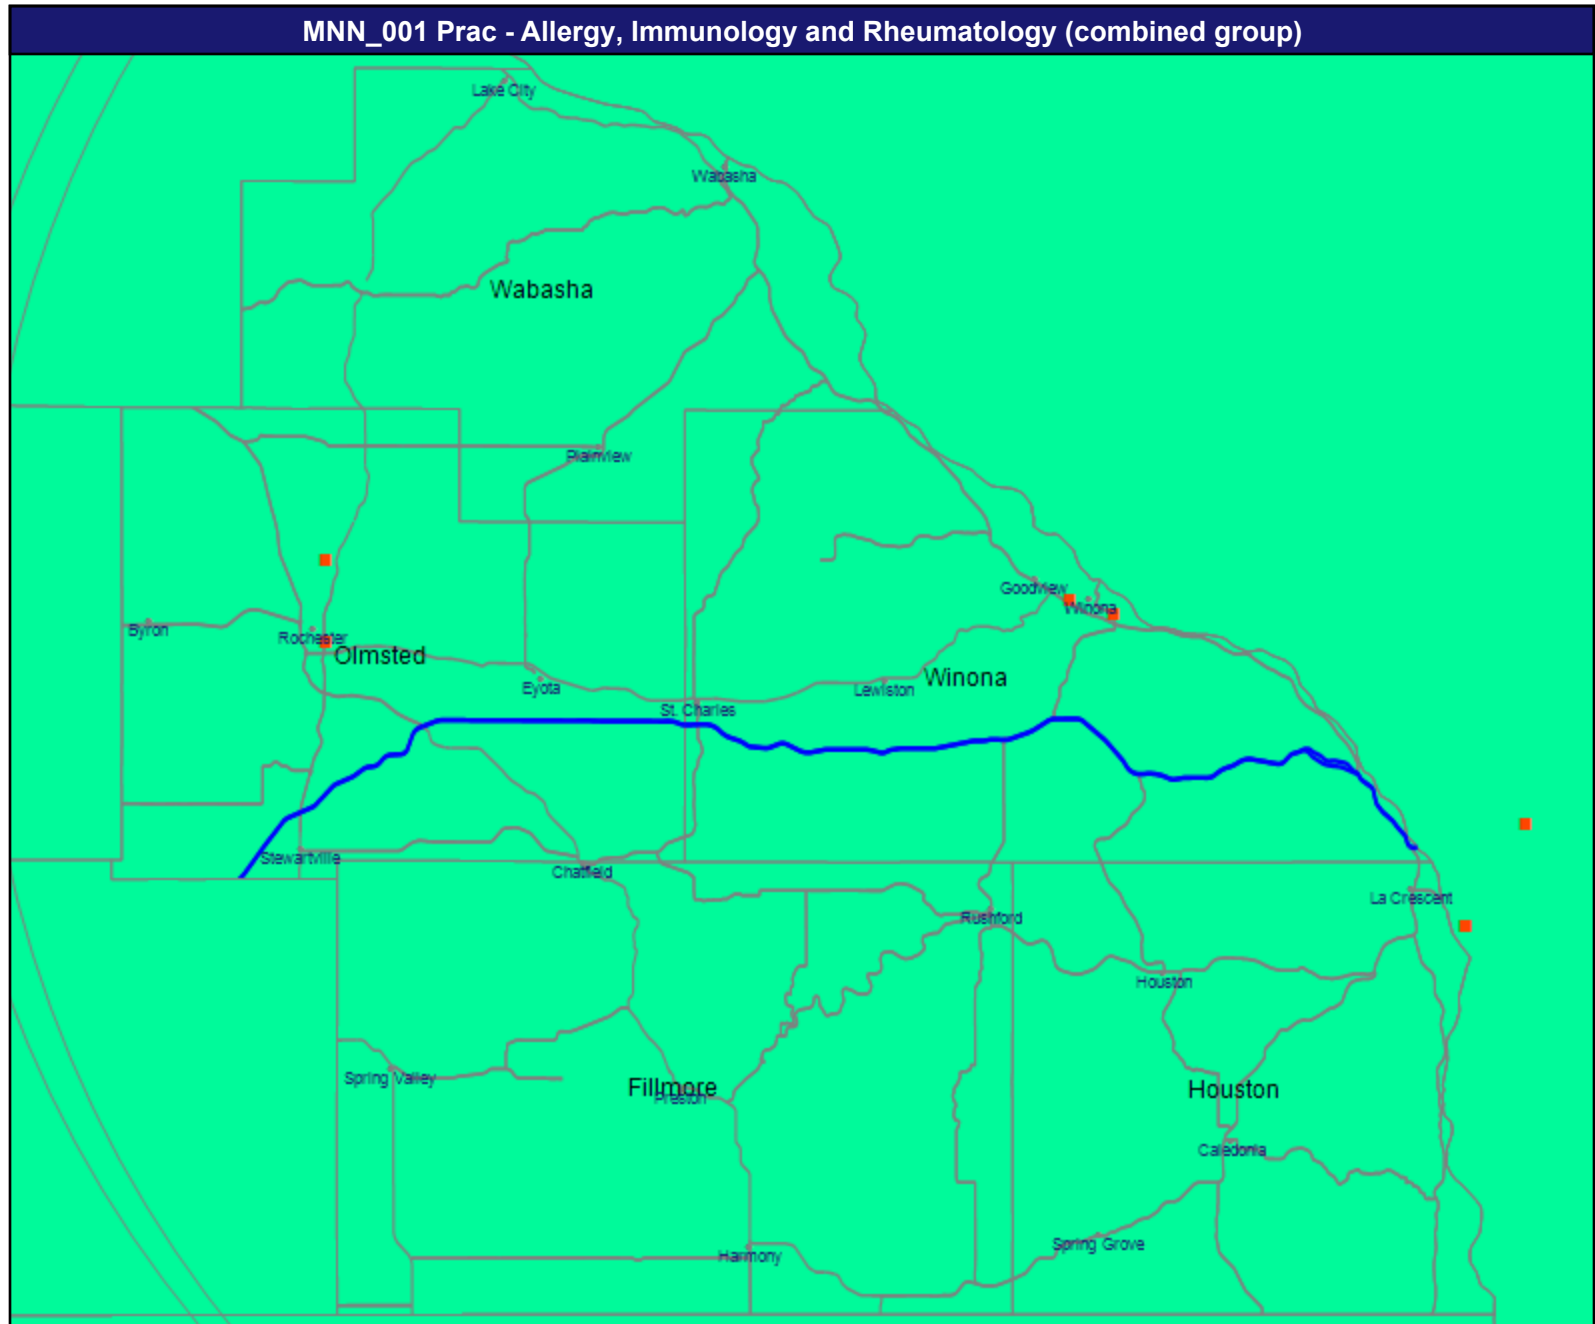 MNN_001 Prac - Allergy, Immunology and Rheumatology (combined group)
Lake City
Wabasha
Wabasha
Plainview
Goodview
Winona
Byron
Rochester
Olmsted
Eyota
Lewiston
Winona
St. Charles
Stewartville
Chatfield
La Crescent
Rushford
Houston
Spring Valley
Fillmore
Preston
Houston
Caledonia
Spring Grove
Harmony